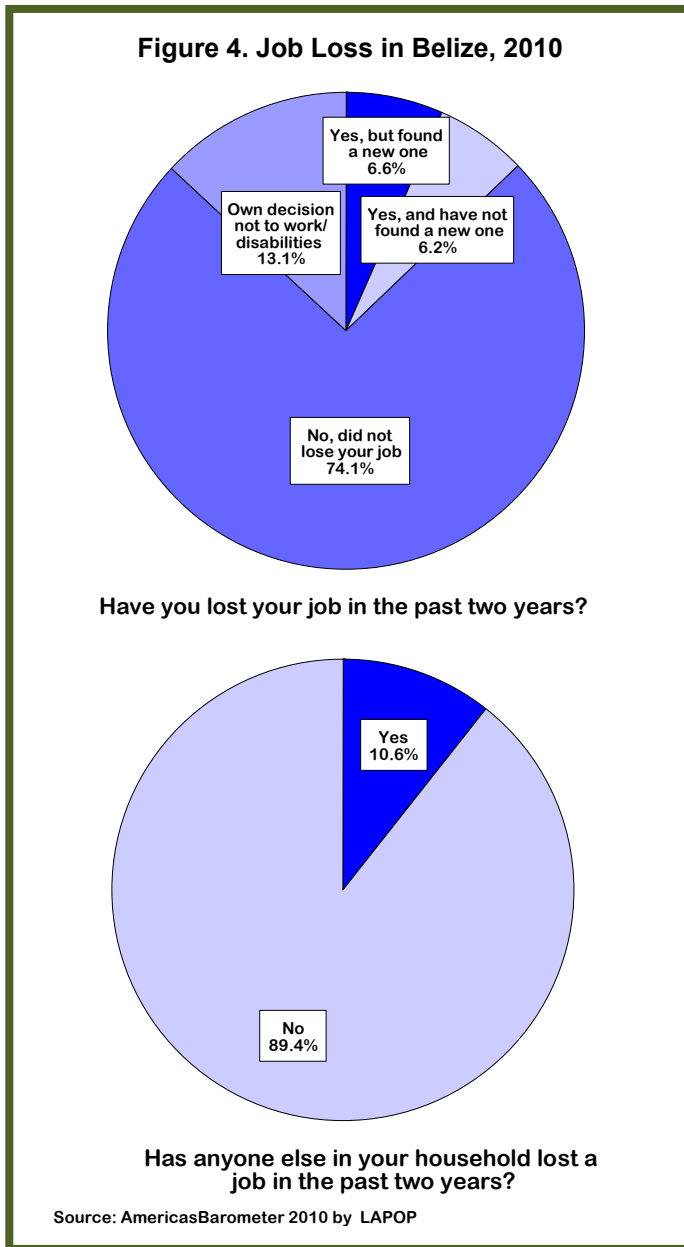 Figure 4. Job Loss in Belize, 2010
Yes, but found
a new one
6.6%
Yes, and have not
found a new one
6.2%
Own decision
not to work/
disabilities
13.1%
No, did not
lose your job
74.1%
Have you lost your job in the past two years?
Yes
10.6%
No
89.4%
Has anyone else in your household lost a
job in the past two years?
Source: AmericasBarometer 2010 by LAPOP